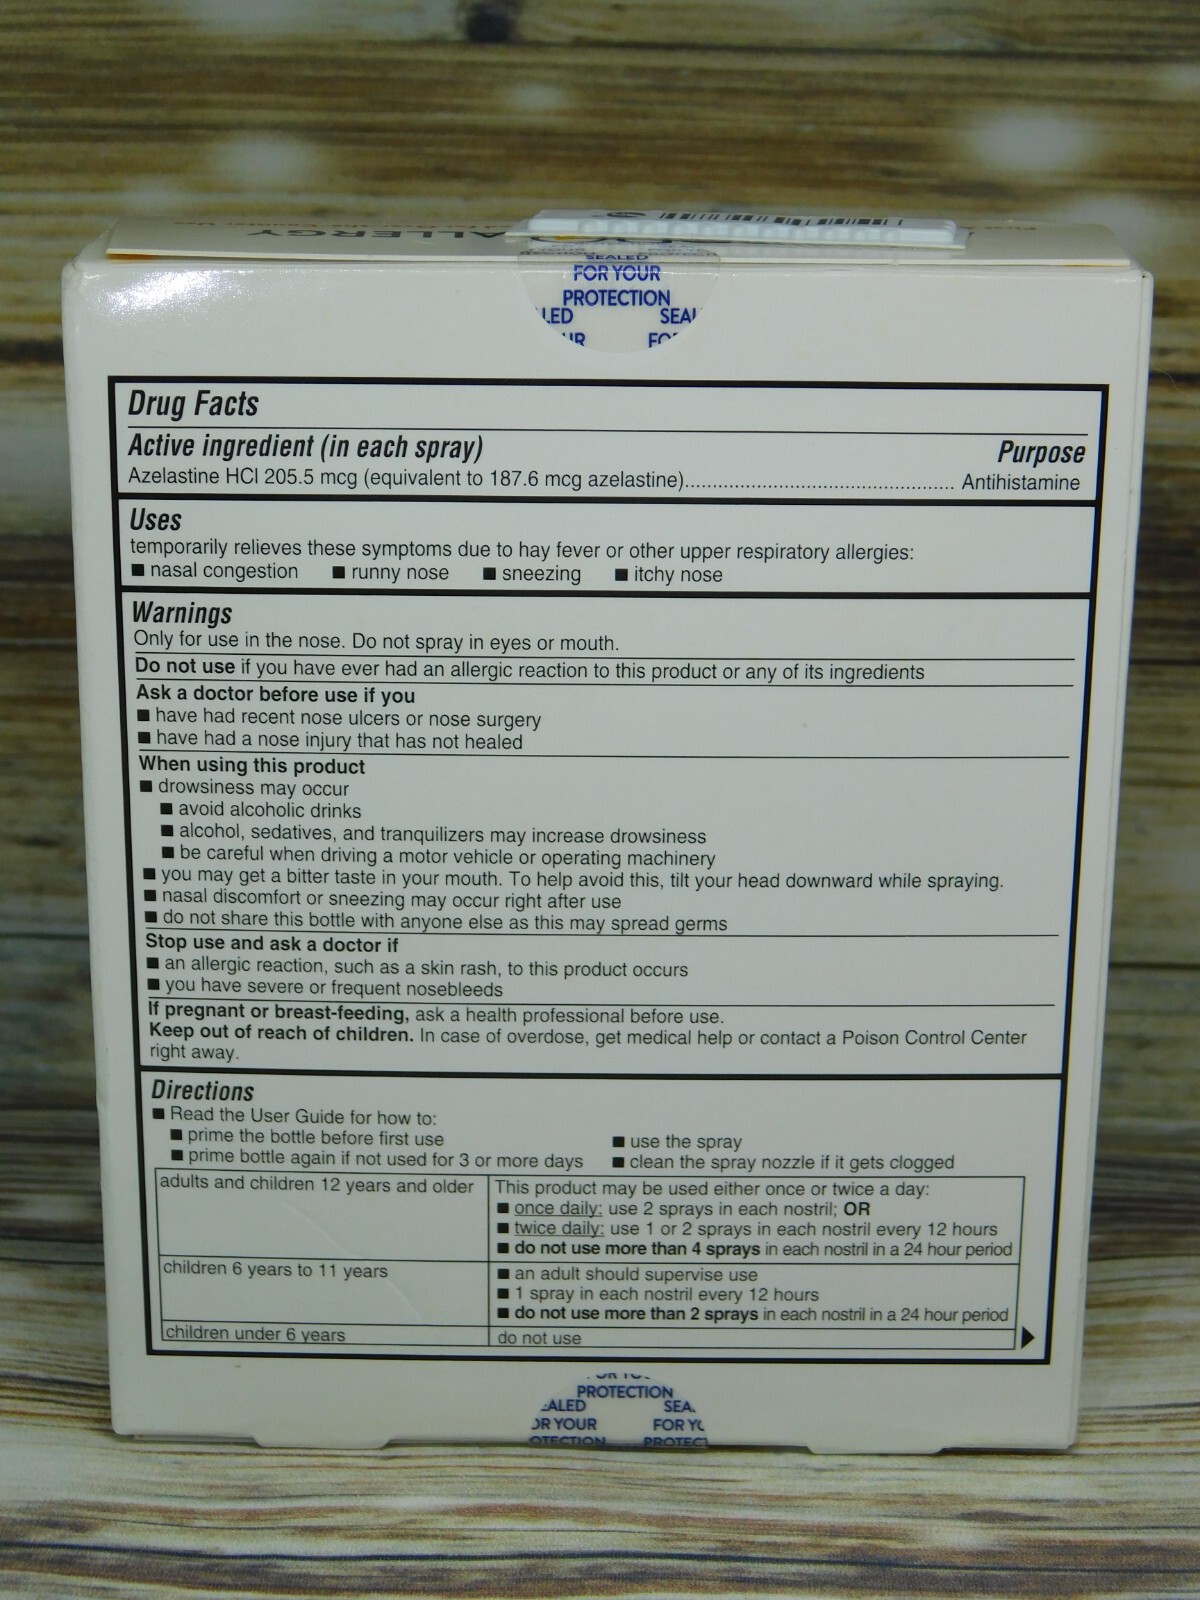 ALLERGY
SEALED
FOR YOUR
PROTECTION
LED SEAL
UR FO
Drug Facts
Active ingredient (in each spray) Purpose
Azelastine HCl 205.5 mcg (equivalent to 187.6 mcg azelastine)................................................ Antihistamine
Uses
temporarily relieves these symptoms due to hay fever or other upper respiratory allergies:
■ nasal congestion ■ runny nose ■ sneezing ■ itchy nose
Warnings
Only for use in the nose. Do not spray in eyes or mouth.
Do not use if you have ever had an allergic reaction to this product or any of its ingredients
Ask a doctor before use if you
■ have had recent nose ulcers or nose surgery
■ have had a nose injury that has not healed
When using this product
■ drowsiness may occur
■ avoid alcoholic drinks
■ alcohol, sedatives, and tranquilizers may increase drowsiness
■ be careful when driving a motor vehicle or operating machinery
■ you may get a bitter taste in your mouth. To help avoid this, tilt your head downward while spraying.
■ nasal discomfort or sneezing may occur right after use
■ do not share this bottle with anyone else as this may spread germs
Stop use and ask a doctor if
■ an allergic reaction, such as a skin rash, to this product occurs
■ you have severe or frequent nosebleeds
If pregnant or breast-feeding, ask a health professional before use.
Keep out of reach of children. In case of overdose, get medical help or contact a Poison Control Center
right away.
Directions
■ Read the User Guide for how to:
■ prime the bottle before first use ■ use the spray
■ prime bottle again if not used for 3 or more days ■ clean the spray nozzle if it gets clogged
adults and children 12 years and older This product may be used either once or twice a day:
■ once daily: use 2 sprays in each nostril; OR
■ twice daily: use 1 or 2 sprays in each nostril every 12 hours
■ do not use more than 4 sprays in each nostril in a 24 hour period
children 6 years to 11 years ■ an adult should supervise use
■ 1 spray in each nostril every 12 hours
■ do not use more than 2 sprays in each nostril in a 24 hour period
children under 6 years do not use
PROTECTION
ALED SEA
OR YOUR FOR YO
OTECTION PROTECT